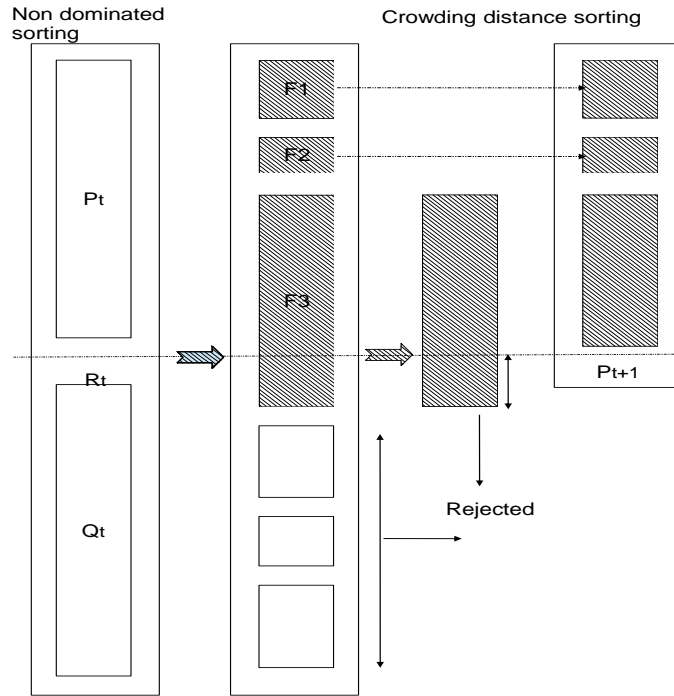 Non dominated
sorting
Crowding distance sorting
F1
F2
Pt
F3
Rt
Pt+1
Qt
Rejected